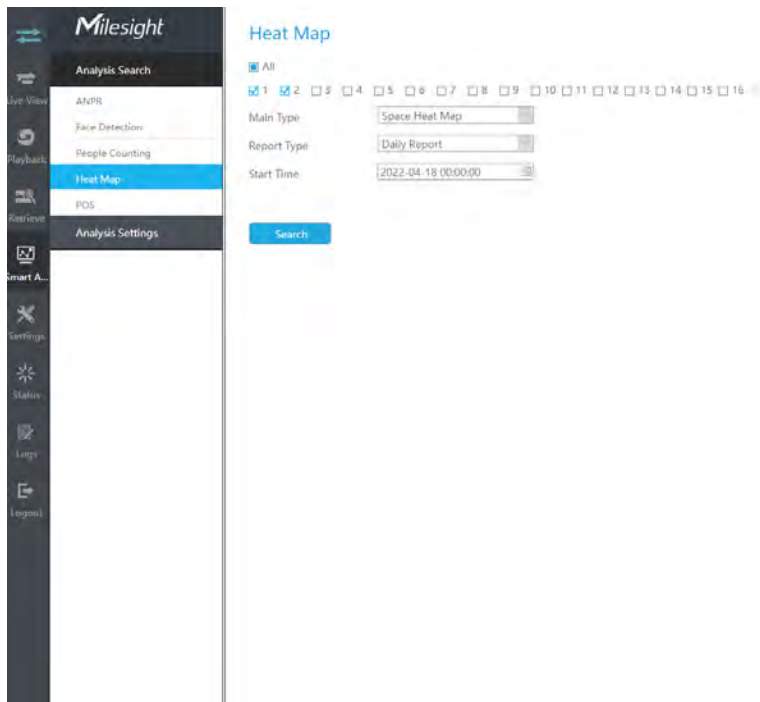 Milesight
Live View
Playback
Retrieve
Smart A...
Settings
Status
Logs
Logout
Analysis Search
ANPR
Face Detection
People Counting
Heat Map
POS
Analysis Settings
Heat Map
All
1 2 3 4 5 6 7 8 9 10 11 12 13 14 15 16
Main Type Space Heat Map
Report Type Daily Report
Start Time 2022-04-18 00:00:00
Search